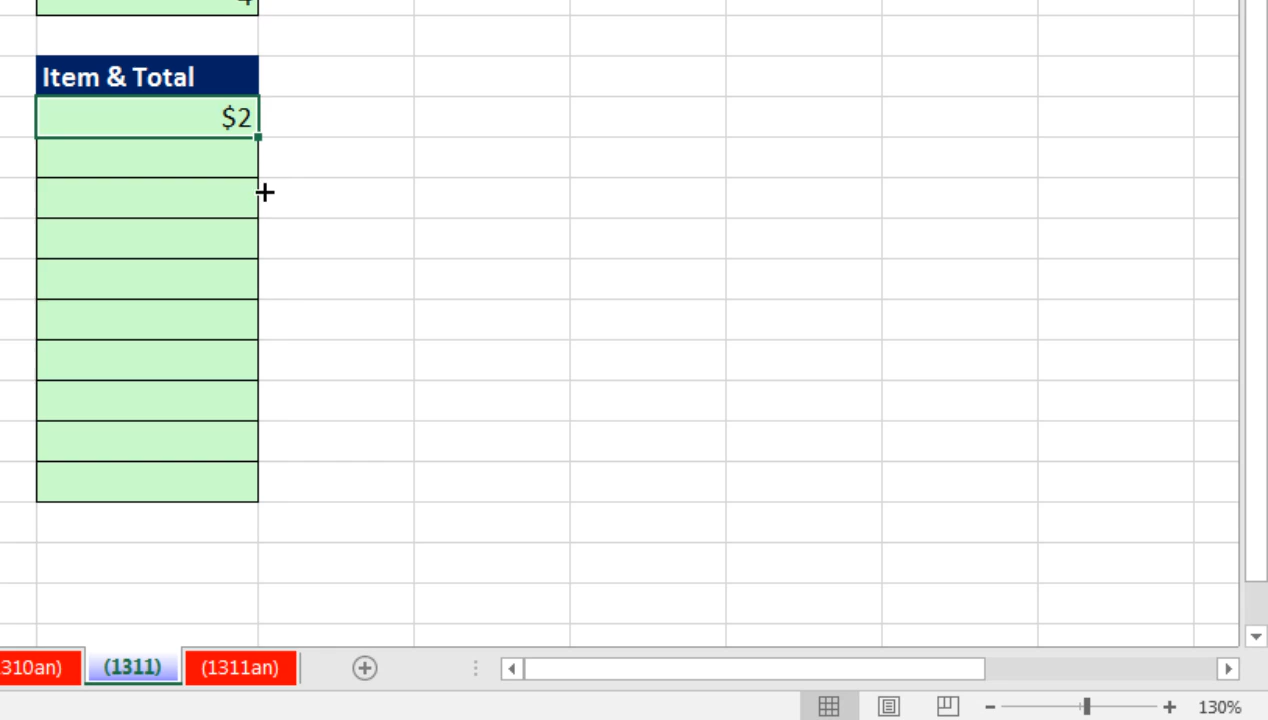 Item & Total
$2
310an)
(1311)
(1311an)
130%